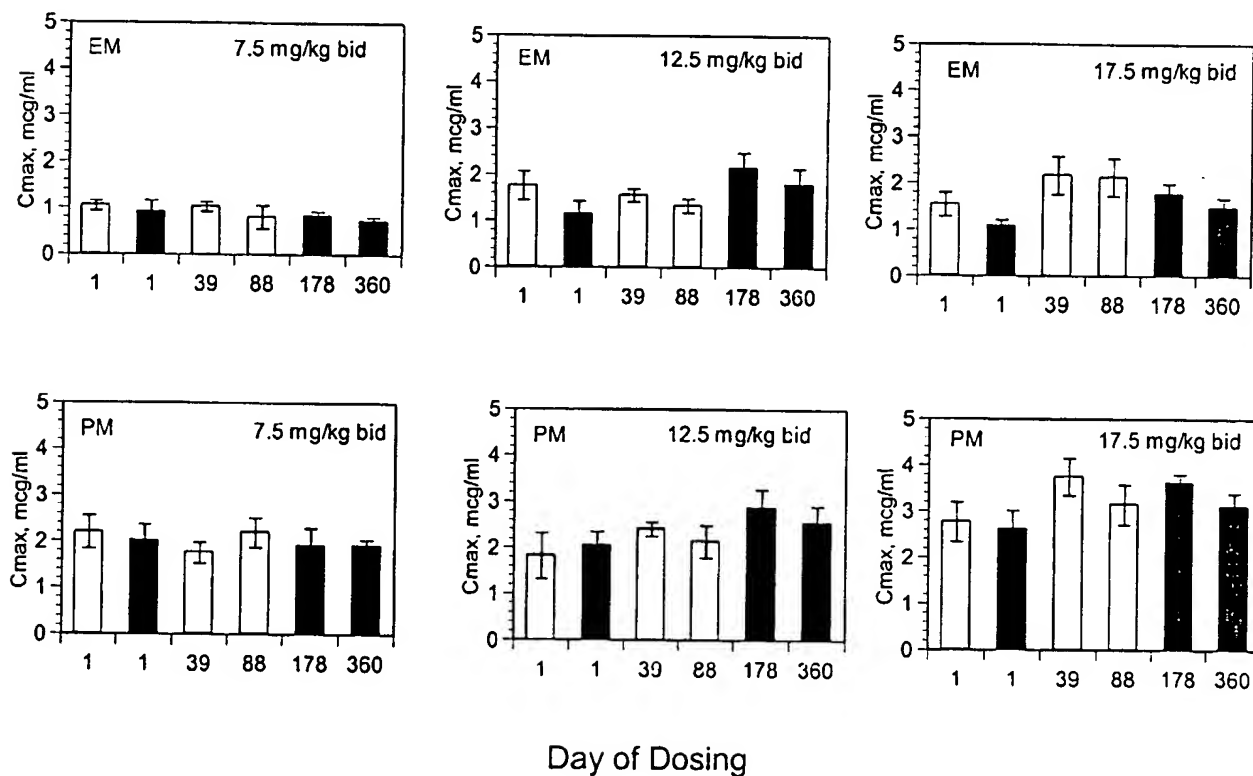 EM 7.5 mg/kg bid
Cmax, mcg/ml
5
4
3
2
1
0
1 1 39 88 178 360
EM 12.5 mg/kg bid
Cmax, mcg/ml
5
4
3
2
1
0
1 1 39 88 178 360
EM 17.5 mg/kg bid
Cmax, mcg/ml
5
4
3
2
1
0
1 1 39 88 178 360
PM 7.5 mg/kg bid
Cmax, mcg/ml
5
4
3
2
1
0
1 1 39 88 178 360
PM 12.5 mg/kg bid
Cmax, mcg/ml
5
4
3
2
1
0
1 1 39 88 178 360
PM 17.5 mg/kg bid
Cmax, mcg/ml
5
4
3
2
1
0
1 1 39 88 178 360
Day of Dosing